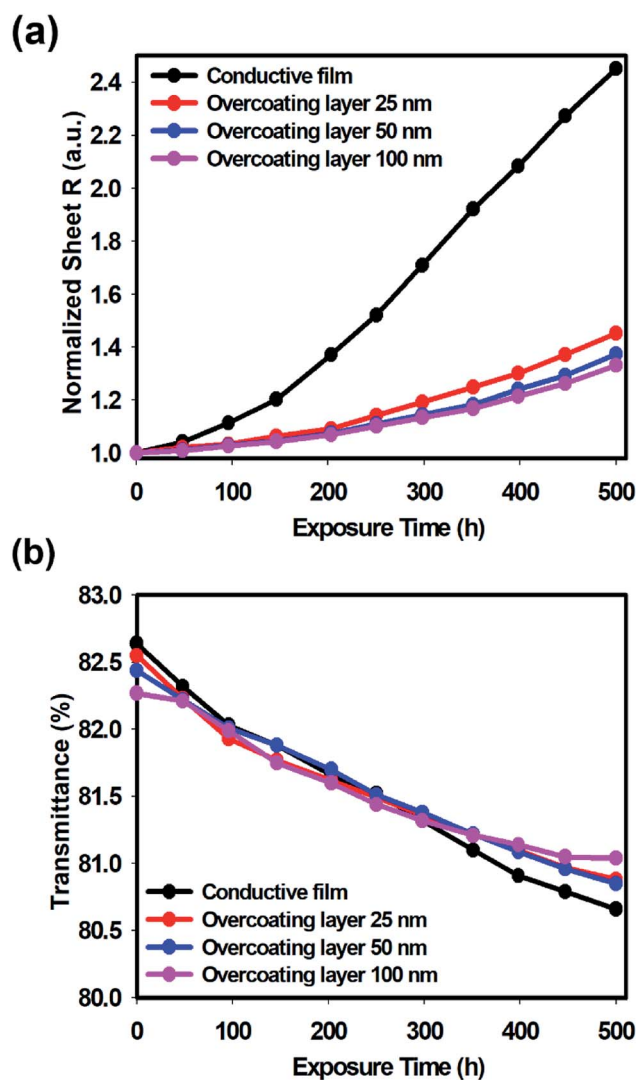 (a)
Normalized Sheet R (a.u.)
2.4
2.2
2.0
1.8
1.6
1.4
1.2
1.0
Conductive film
Overcoating layer 25 nm
Overcoating layer 50 nm
Overcoating layer 100 nm
0 100 200 300 400 500
Exposure Time (h)
(b)
Transmittance (%)
83.0
82.5
82.0
81.5
81.0
80.5
80.0
Conductive film
Overcoating layer 25 nm
Overcoating layer 50 nm
Overcoating layer 100 nm
0 100 200 300 400 500
Exposure Time (h)